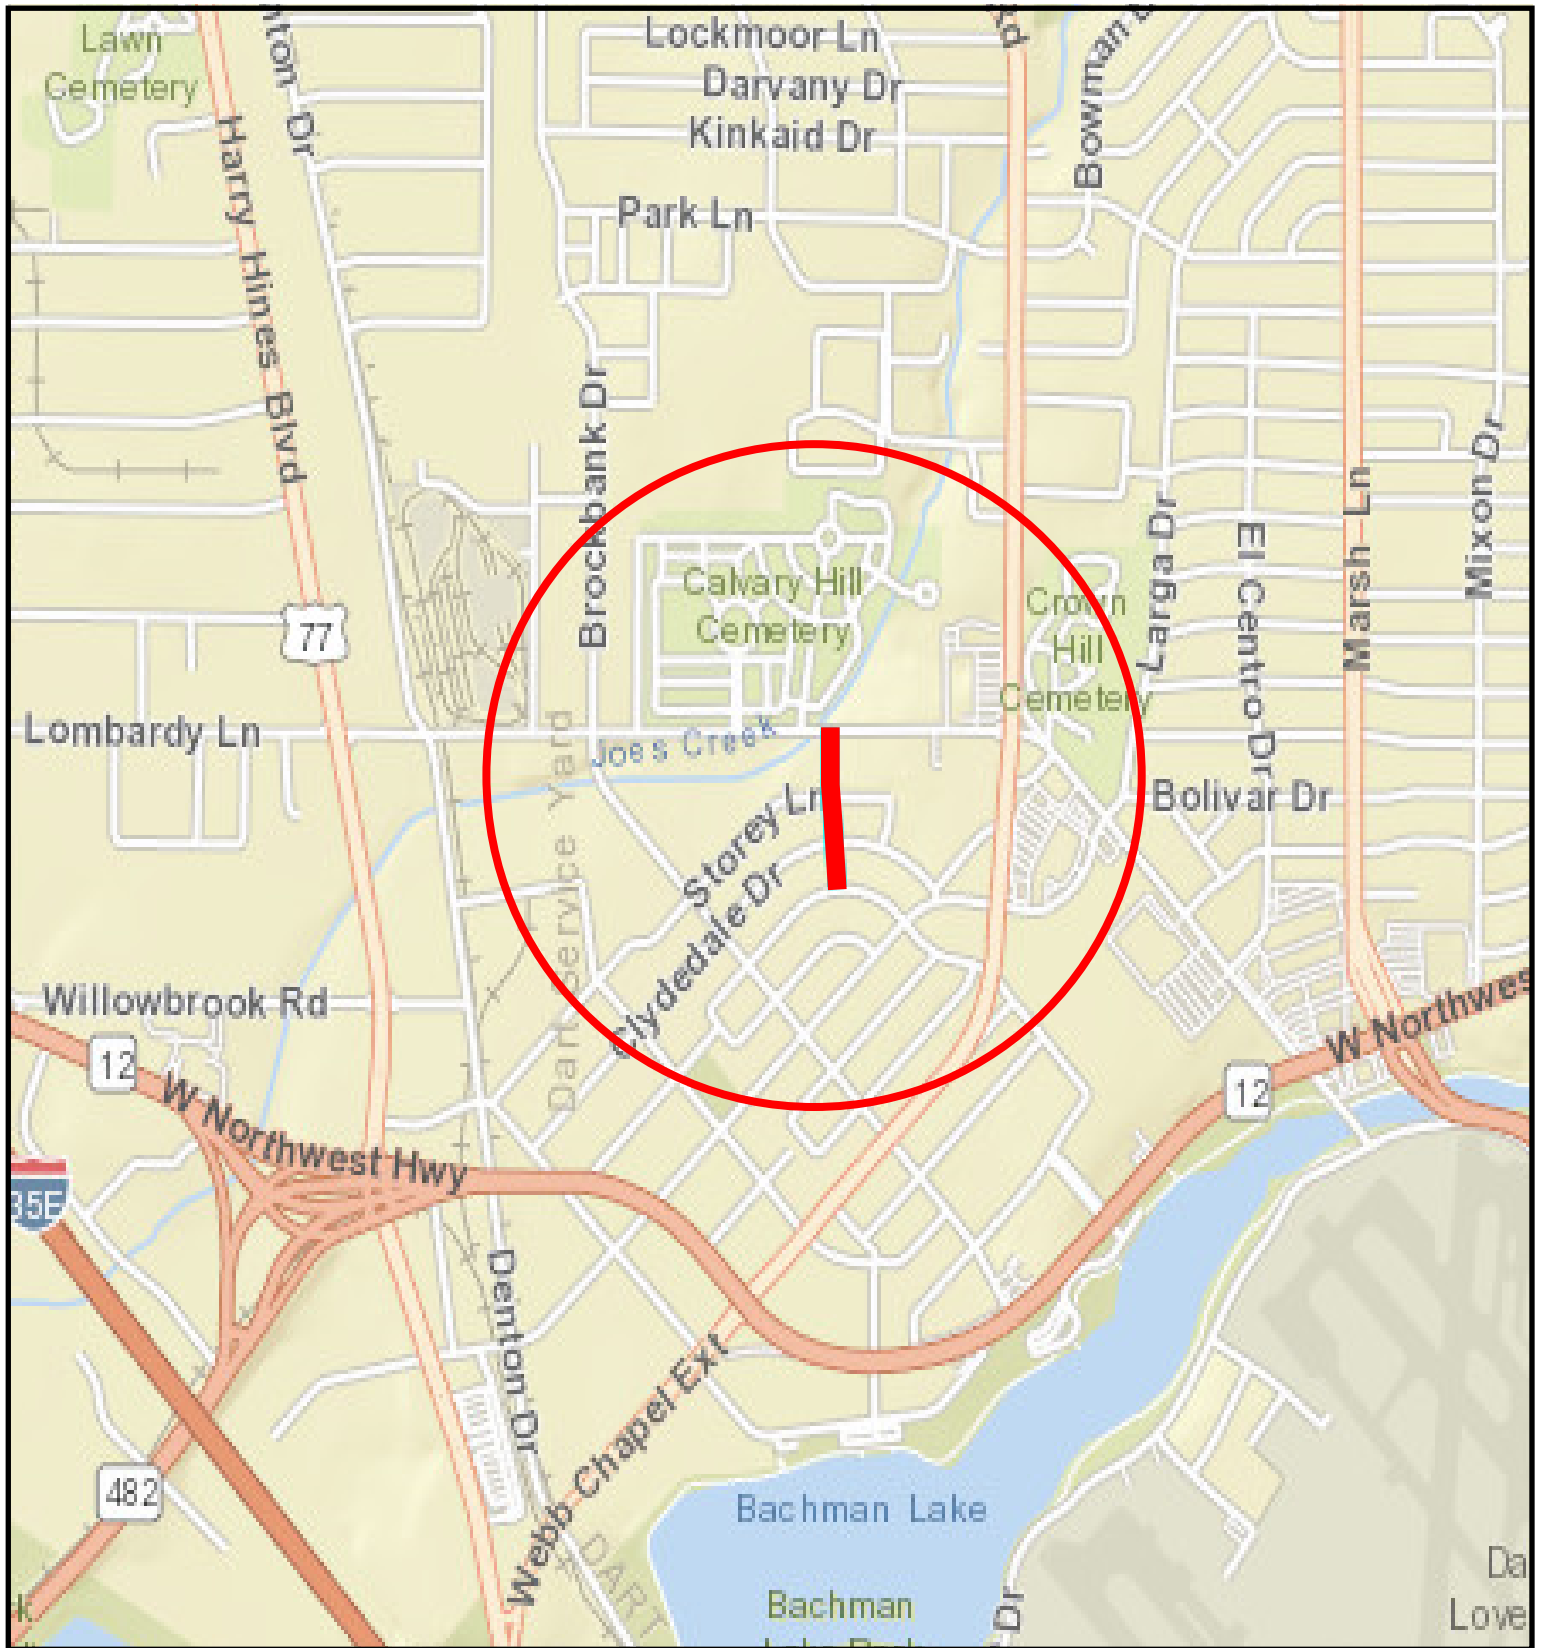 Lawn
Cemetery
Lockmoor Ln
Darvany Dr
Kinkaid Dr
Bowman
Dr
Harry Hines Blvd
Park Ln
Brockbank Dr
Calvary Hill
Cemetery
Crown
Hill
Cemetery
Larga Dr
El Centro Dr
Marsh Ln
Mixon Dr
77
Lombardy Ln
Joes Creek
Dart Service Yard
Storey Ln
Clydedale Dr
Bolivar Dr
Willowbrook Rd
12
W Northwest Hwy
12
W Northwes
35E
Denton Dr
Webb Chapel Ext
482
DART
Bachman Lake
Bachman
Dr
Da
Love